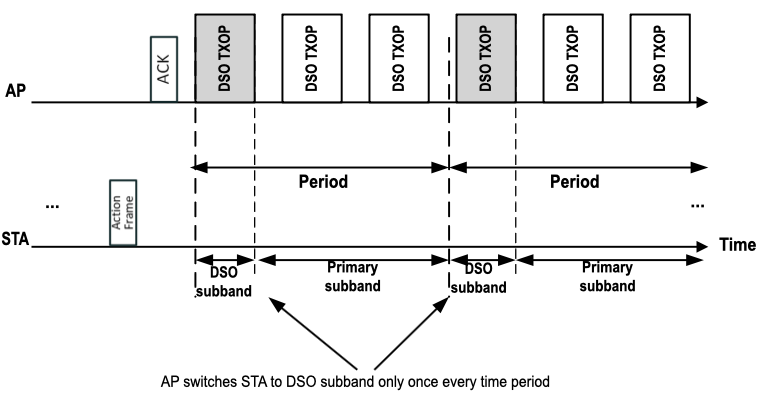 ACK
DSO TXOP
DSO TXOP
DSO TXOP
DSO TXOP
DSO TXOP
DSO TXOP
AP
Period
Period
Action
Frame
...
...
STA
Time
DSO
subband
Primary
subband
DSO
subband
Primary
subband
AP switches STA to DSO subband only once every time period